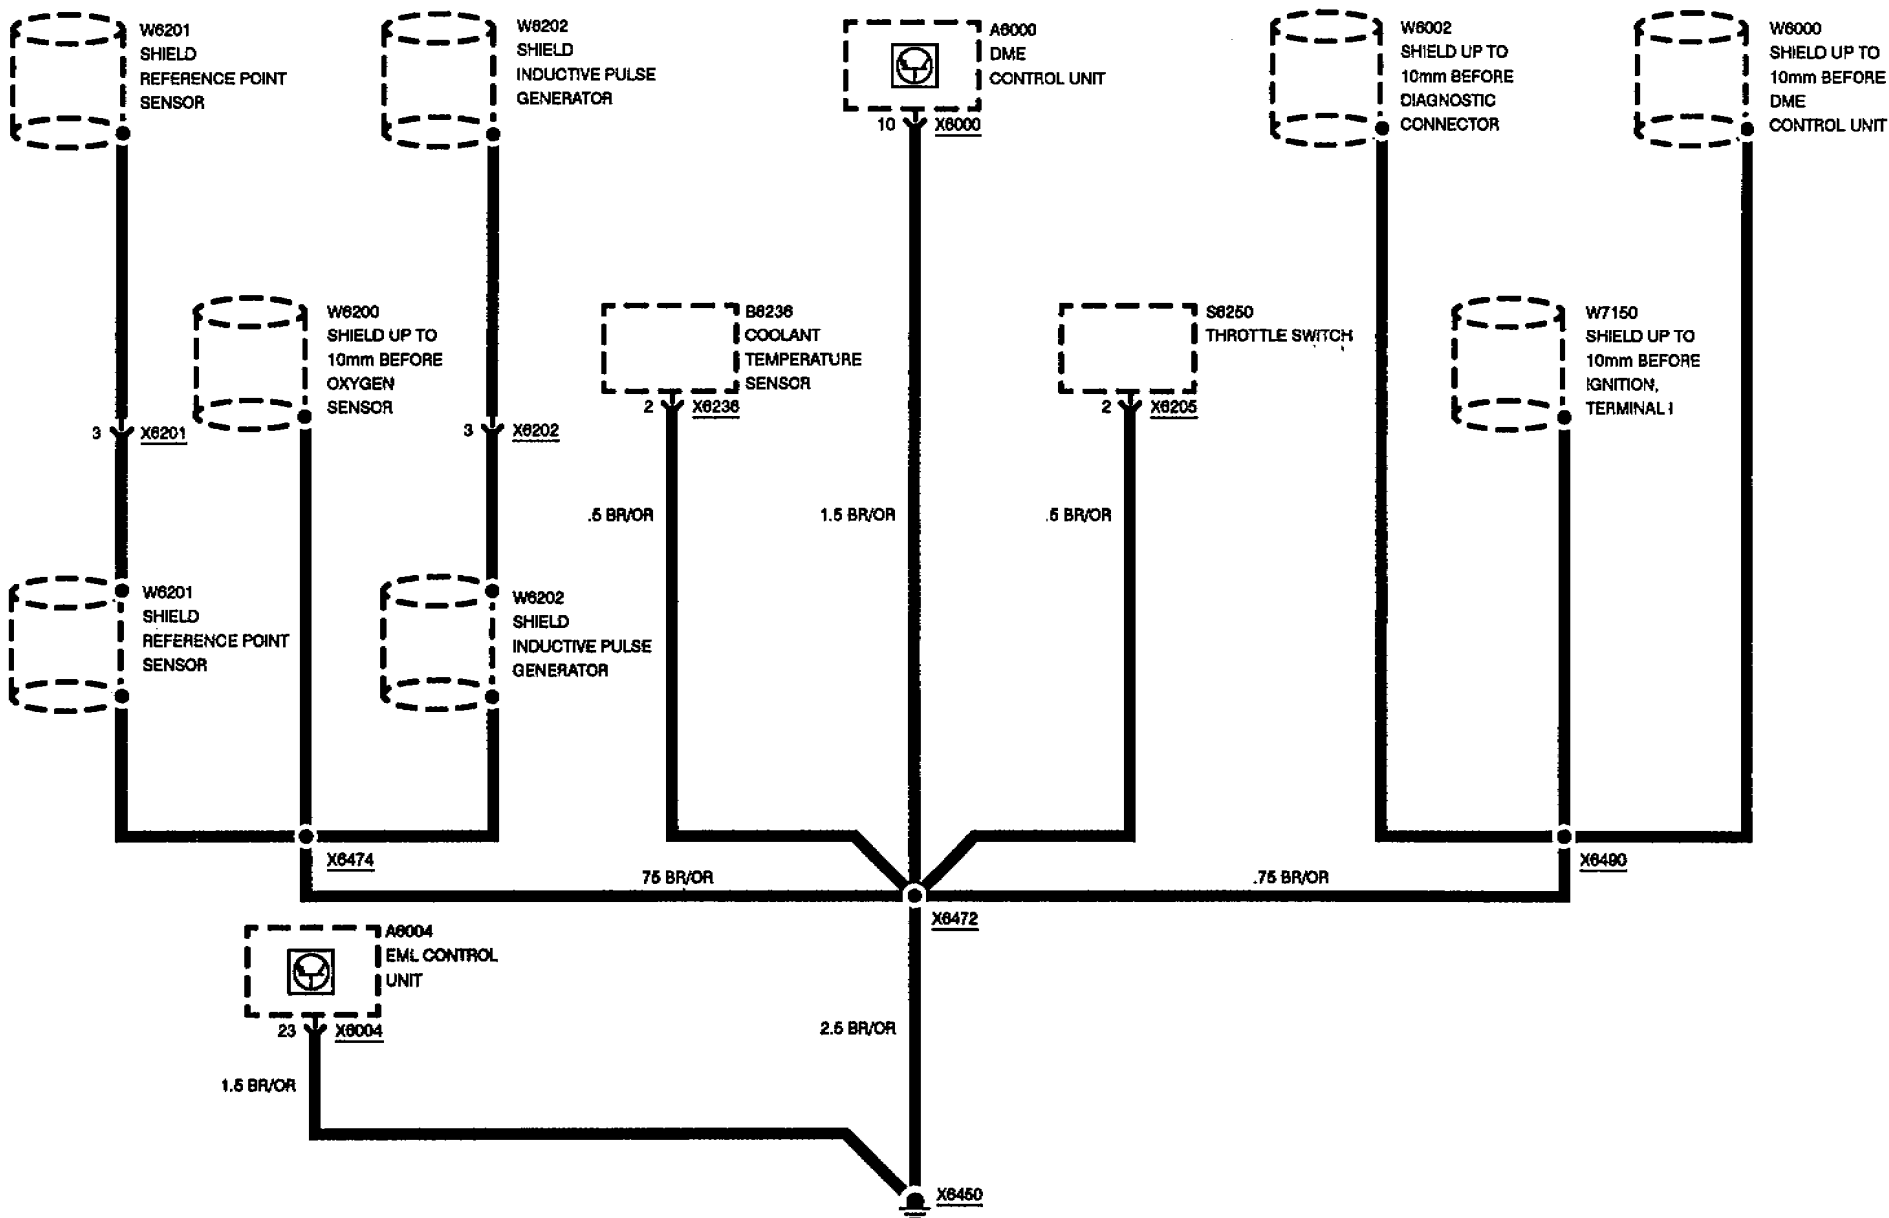 W6201
SHIELD
REFERENCE POINT
SENSOR
W6202
SHIELD
INDUCTIVE PULSE
GENERATOR
A6000
DME
CONTROL UNIT
10
X6000
W6002
SHIELD UP TO
10mm BEFORE
DIAGNOSTIC
CONNECTOR
W6000
SHIELD UP TO
10mm BEFORE
DME
CONTROL UNIT
W6200
SHIELD UP TO
10mm BEFORE
OXYGEN
SENSOR
B6236
COOLANT
TEMPERATURE
SENSOR
S6250
THROTTLE SWITCH
W7150
SHIELD UP TO
10mm BEFORE
IGNITION,
TERMINAL I
3
X6201
3
X6202
2
X6236
2
X6205
.5 BR/OR
1.5 BR/OR
.5 BR/OR
W6201
SHIELD
REFERENCE POINT
SENSOR
W6202
SHIELD
INDUCTIVE PULSE
GENERATOR
X6474
75 BR/OR
.75 BR/OR
X6490
X6472
A6004
EML CONTROL
UNIT
23
X6004
1.5 BR/OR
2.5 BR/OR
X6450